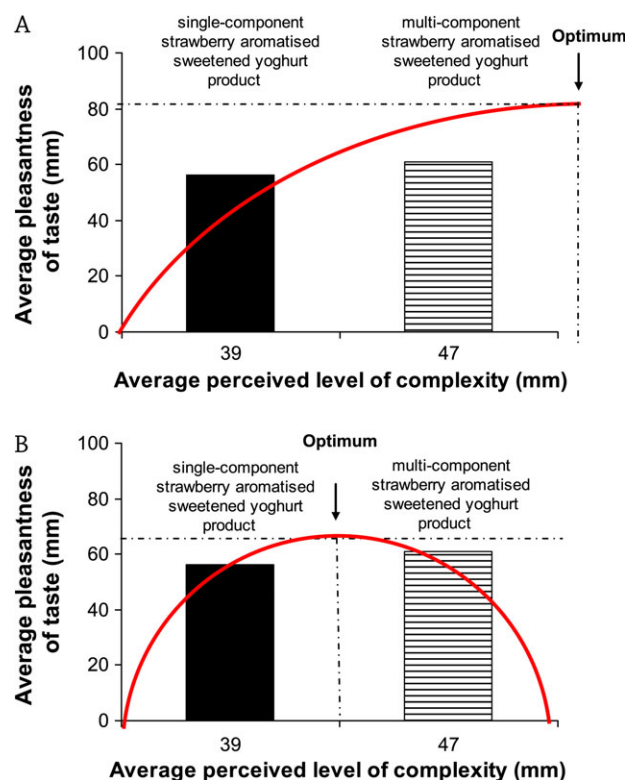 A
single-component
strawberry aromatised
sweetened yoghurt
product
multi-component
strawberry aromatised
sweetened yoghurt
product
Optimum
Average pleasantness
of taste (mm)
100
80
60
40
20
0
39
47
Average perceived level of complexity (mm)
B
Optimum
single-component
strawberry aromatised
sweetened yoghurt
product
multi-component
strawberry aromatised
sweetened yoghurt
product
Average pleasantness
of taste (mm)
100
80
60
40
20
0
39
47
Average perceived level of complexity (mm)